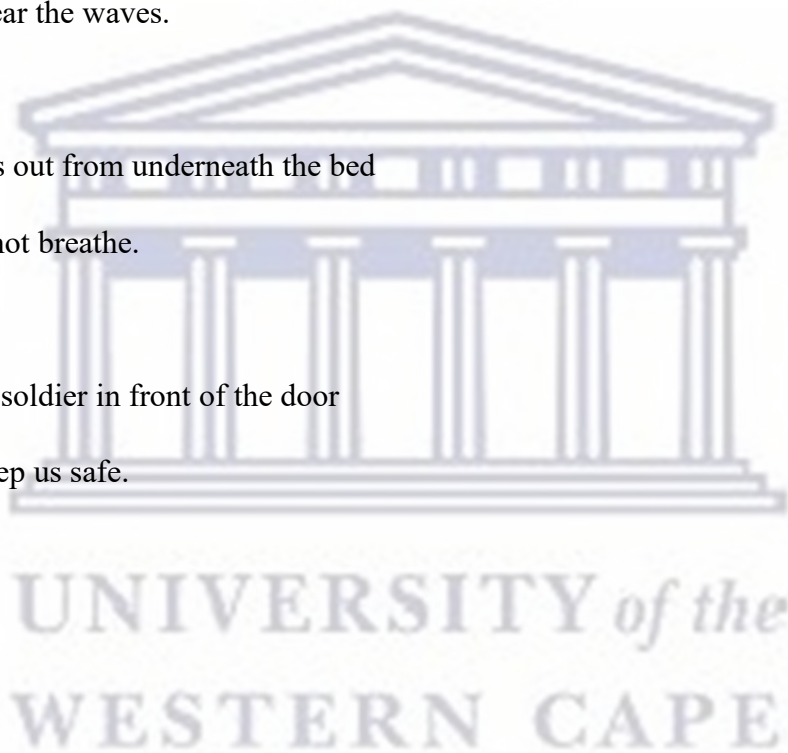 ear the waves.
s out from underneath the bed
not breathe.
soldier in front of the door
ep us safe.
UNIVERSITY of the
WESTERN CAPE